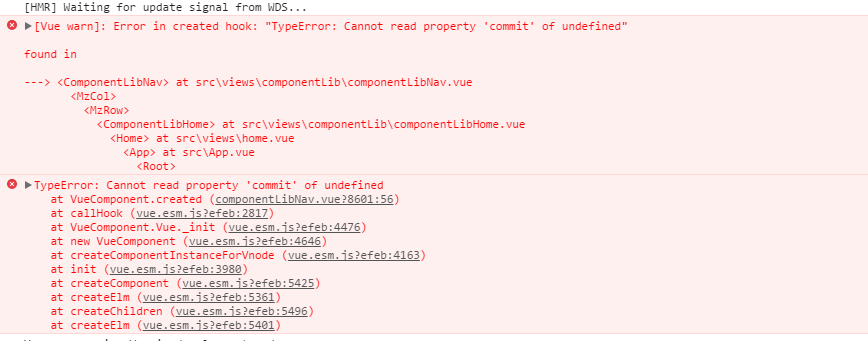 [HMR] Waiting for update signal from WDS...
[Vue warn]: Error in created hook: "TypeError: Cannot read property 'commit' of undefined"
found in
---> <ComponentLibNav> at src\views\componentLib\componentLibNav.vue
<MzCol>
<MzRow>
<ComponentLibHome> at src\views\componentLib\componentLibHome.vue
<Home> at src\views\home.vue
<App> at src\App.vue
<Root>
TypeError: Cannot read property 'commit' of undefined
at VueComponent.created (componentLibNav.vue?8601:56)
at callHook (vue.esm.js?efeb:2817)
at VueComponent.Vue._init (vue.esm.js?efeb:4476)
at new VueComponent (vue.esm.js?efeb:4646)
at createComponentInstanceForVnode (vue.esm.js?efeb:4163)
at init (vue.esm.js?efeb:3980)
at createComponent (vue.esm.js?efeb:5425)
at createElm (vue.esm.js?efeb:5361)
at createChildren (vue.esm.js?efeb:5496)
at createElm (vue.esm.js?efeb:5401)